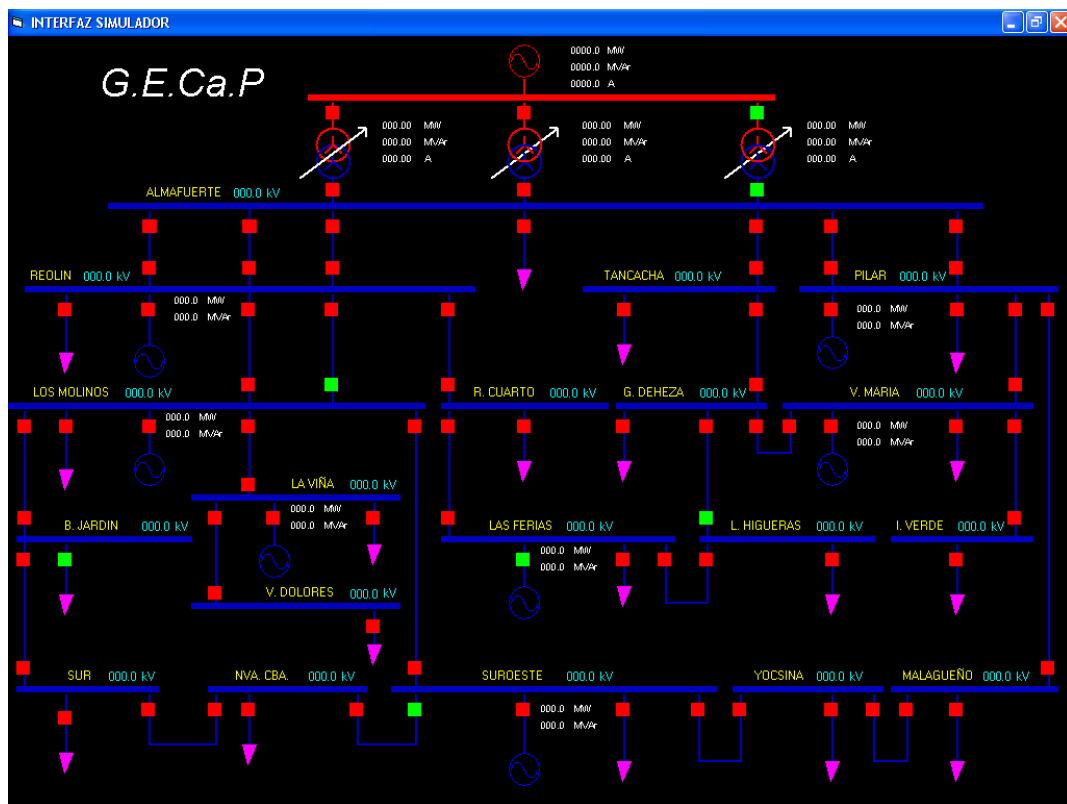 INTERFAZ SIMULADOR
G.E.Ca.P
0000.0 MW
0000.0 MVAr
0000.0 A
000.00 MW
000.00 MVAr
000.00 A
000.00 MW
000.00 MVAr
000.00 A
000.00 MW
000.00 MVAr
000.00 A
ALMAFUERTE 000.0 kV
REOLIN 000.0 kV
TANCACHA 000.0 kV
PILAR 000.0 kV
000.0 MW
000.0 MVAr
000.0 MW
000.0 MVAr
LOS MOLINOS 000.0 kV
R. CUARTO 000.0 kV
G. DEHEZA 000.0 kV
V. MARIA 000.0 kV
000.0 MW
000.0 MVAr
000.0 MW
000.0 MVAr
LA VIÑA 000.0 kV
000.0 MW
000.0 MVAr
B. JARDIN 000.0 kV
LAS FERIAS 000.0 kV
L. HIGUERAS 000.0 kV
I. VERDE 000.0 kV
000.0 MW
000.0 MVAr
V. DOLORES 000.0 kV
SUR 000.0 kV
NVA. CBA. 000.0 kV
SUROESTE 000.0 kV
YOCSINA 000.0 kV
MALAGUEÑO 000.0 kV
000.0 MW
000.0 MVAr